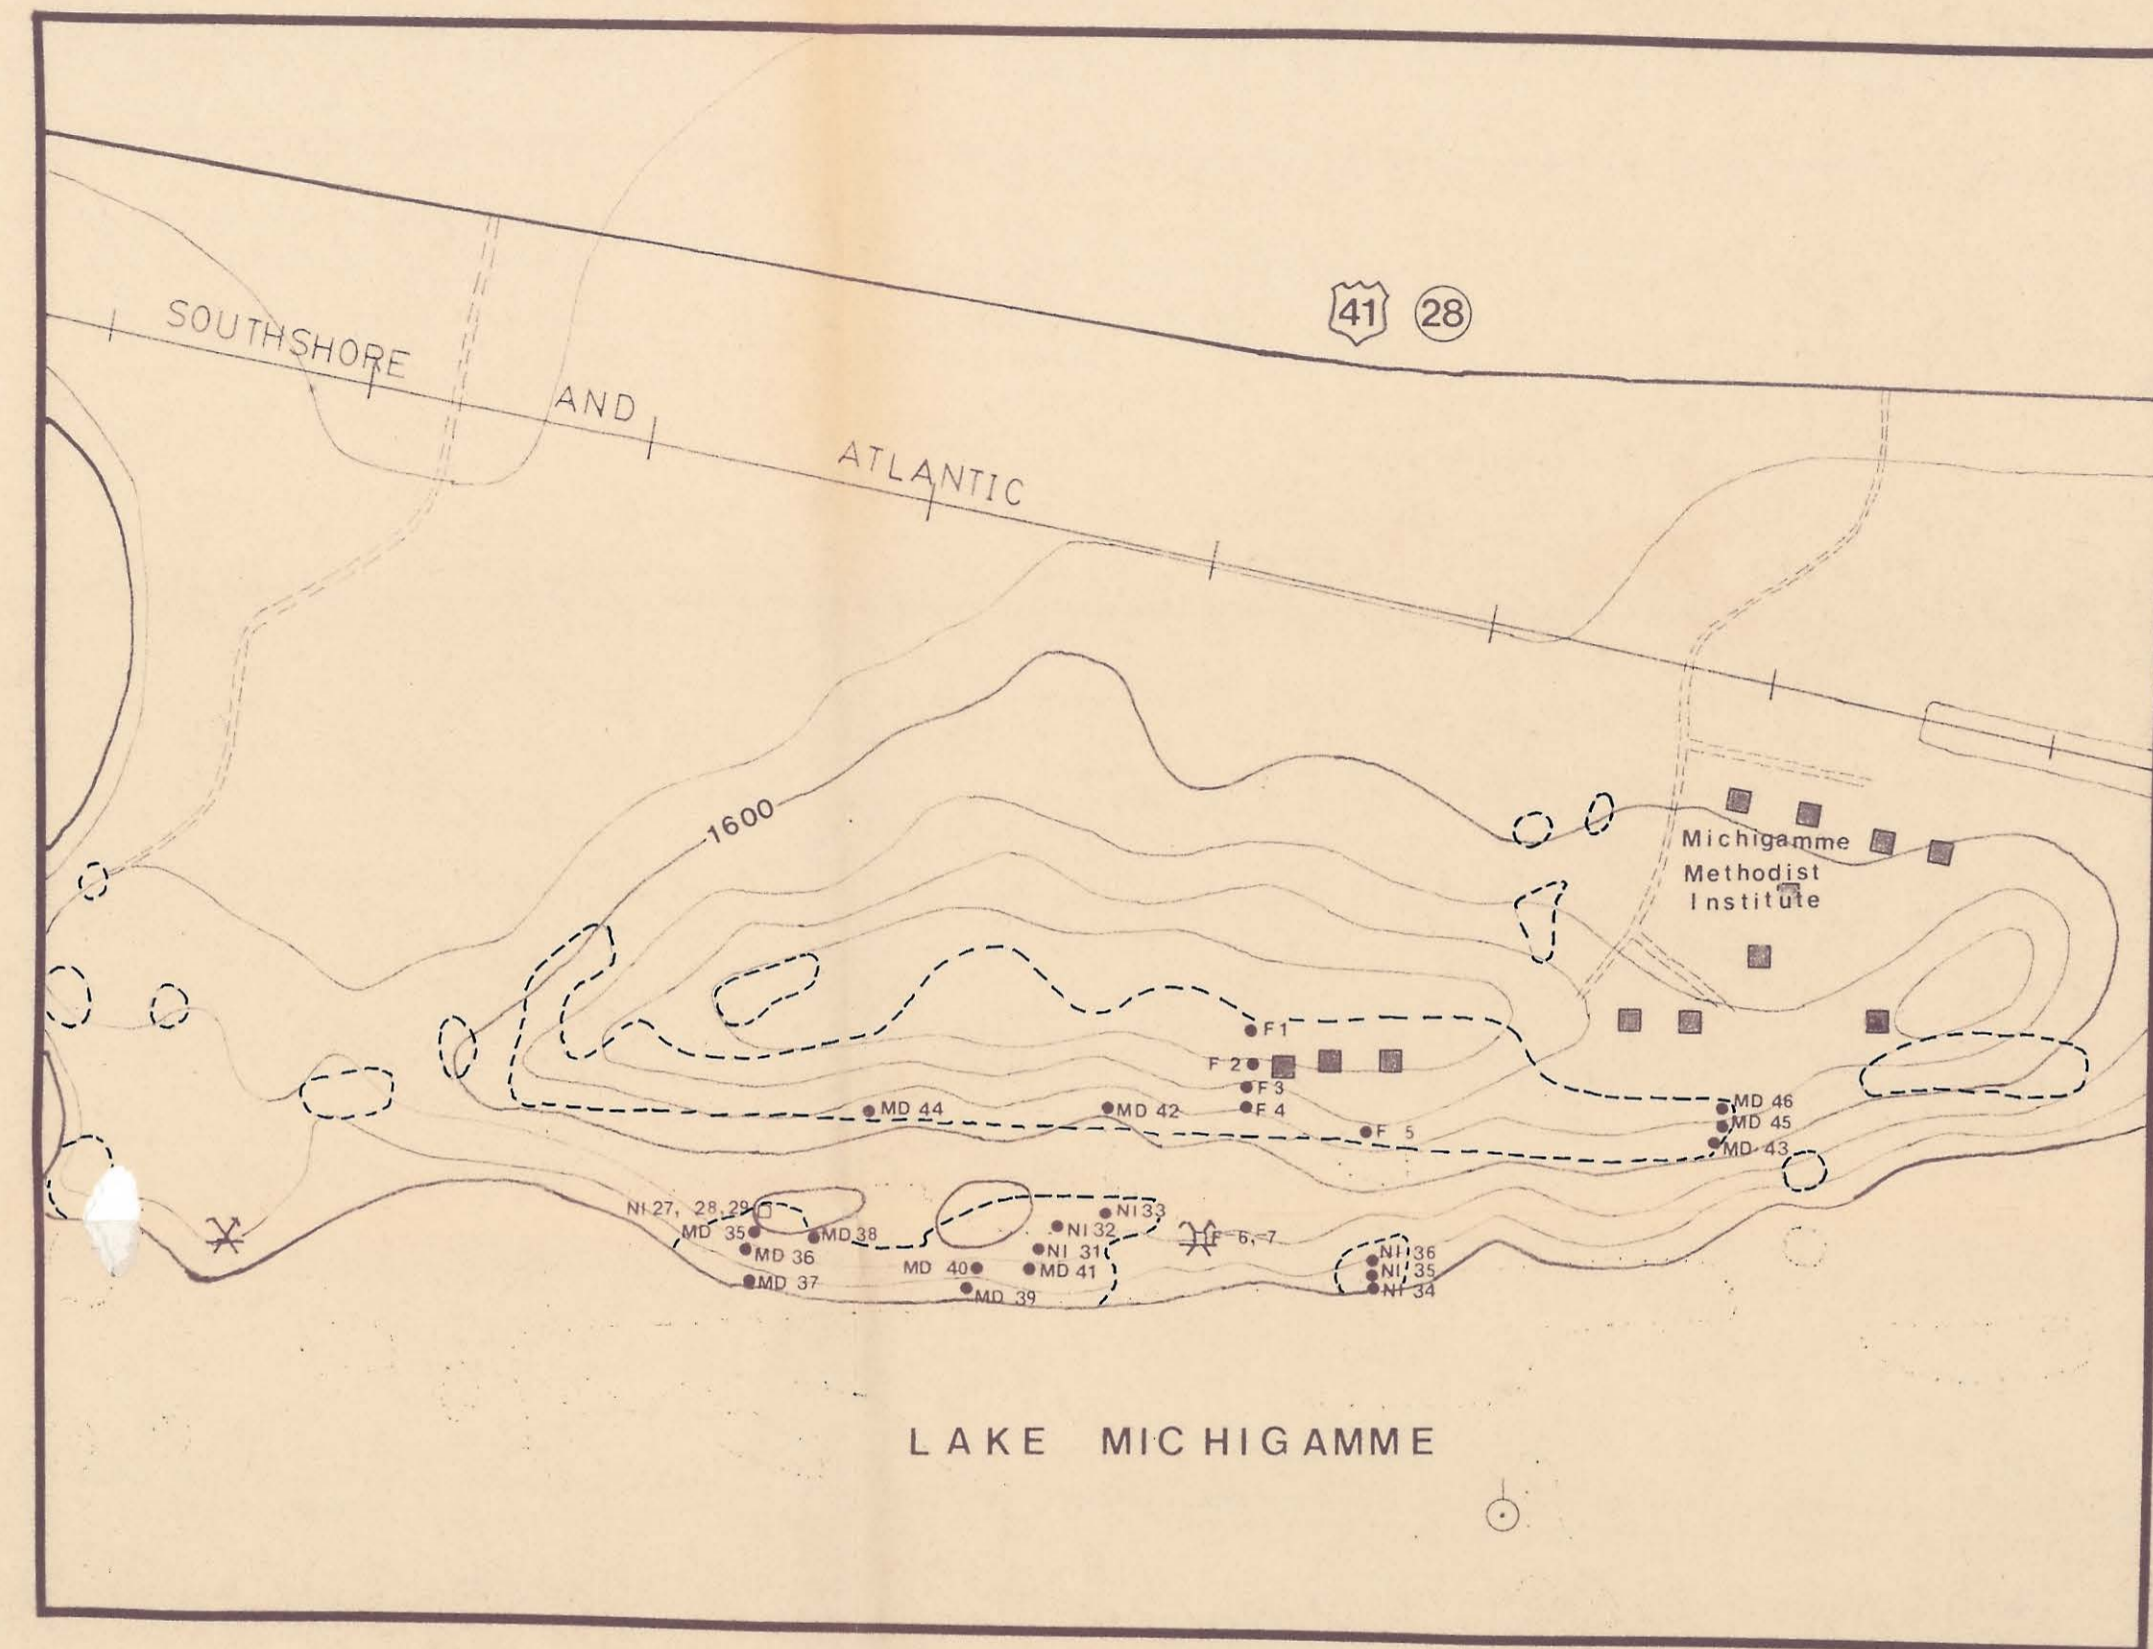 41 28
SOUTHSHORE AND ATLANTIC
1600
Michigamme
Methodist
Institute
F1
F 2
F 3
F 4
MD 44
MD 42
F 5
MD 46
MD 45
MD 43
NI 27, 28, 29
MD 35
MD 38
MD 36
MD 37
NI 33
NI 32
NI 31
MD 40
MD 41
MD 39
F 6, 7
NI 36
NI 35
NI 34
LAKE MICHIGAMME